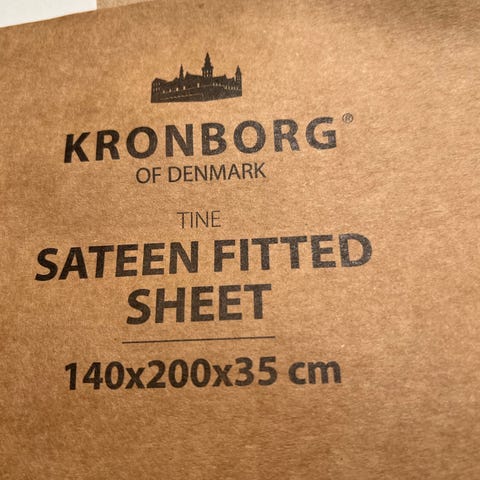 KRONBORG®
OF DENMARK
TINE
SATEEN FITTED
SHEET
140x200x35 cm